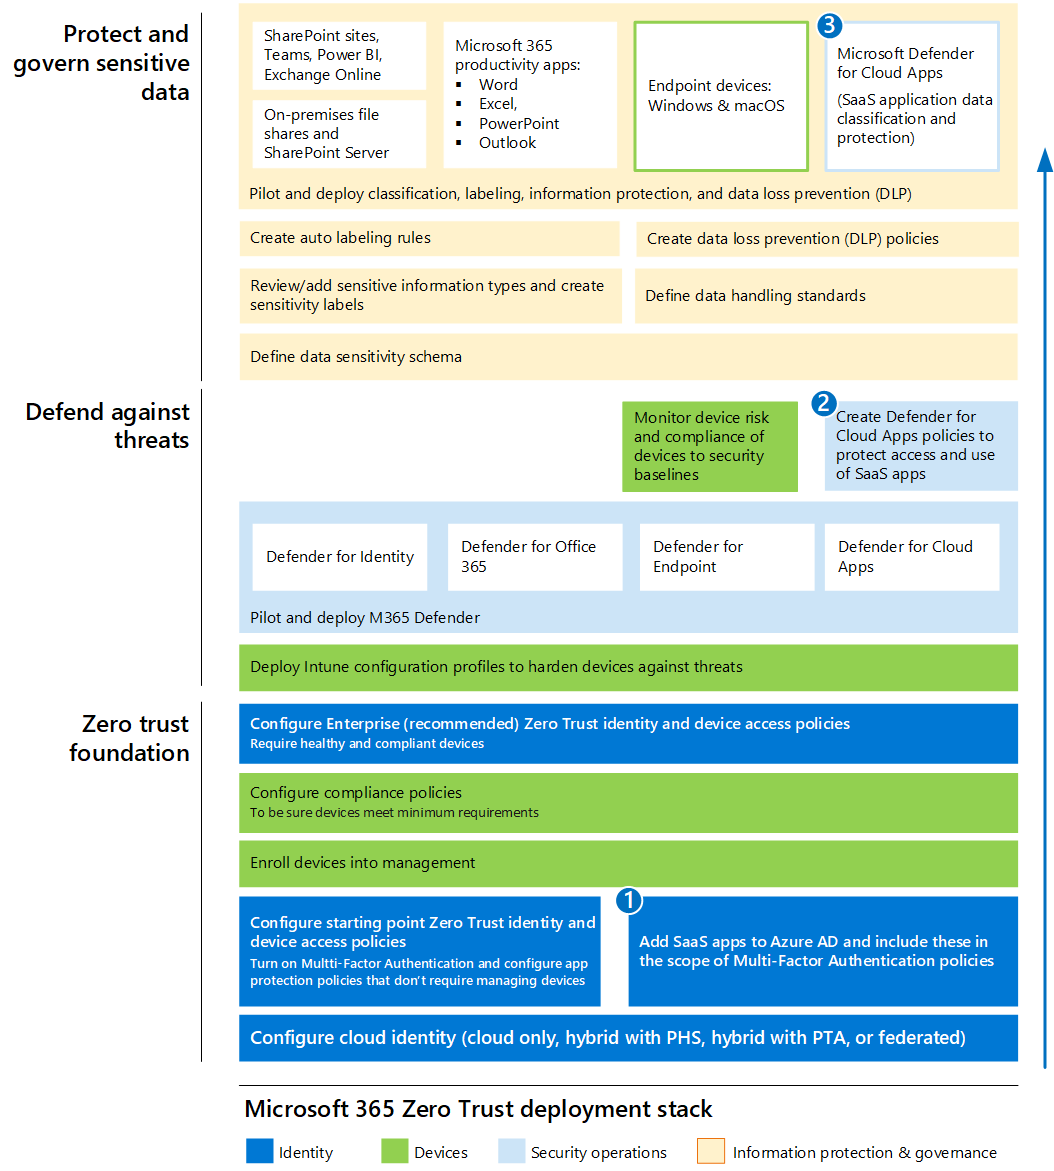 Protect and
govern sensitive
data
SharePoint sites,
Teams, Power BI,
Exchange Online
On-premises file
shares and
SharePoint Server
Microsoft 365
productivity apps:
▪ Word
▪ Excel,
▪ PowerPoint
▪ Outlook
Endpoint devices:
Windows & macOS
3
Microsoft Defender
for Cloud Apps
(SaaS application data
classification and
protection)
Pilot and deploy classification, labeling, information protection, and data loss prevention (DLP)
Create auto labeling rules
Create data loss prevention (DLP) policies
Review/add sensitive information types and create
sensitivity labels
Define data handling standards
Define data sensitivity schema
Defend against
threats
Monitor device risk
and compliance of
devices to security
baselines
2
Create Defender for
Cloud Apps policies to
protect access and use
of SaaS apps
Defender for Identity
Defender for Office
365
Defender for
Endpoint
Defender for Cloud
Apps
Pilot and deploy M365 Defender
Deploy Intune configuration profiles to harden devices against threats
Zero trust
foundation
Configure Enterprise (recommended) Zero Trust identity and device access policies
Require healthy and compliant devices
Configure compliance policies
To be sure devices meet minimum requirements
Enroll devices into management
Configure starting point Zero Trust identity and
device access policies
Turn on Multti-Factor Authentication and configure app
protection policies that don't require managing devices
1
Add SaaS apps to Azure AD and include these in
the scope of Multi-Factor Authentication policies
Configure cloud identity (cloud only, hybrid with PHS, hybrid with PTA, or federated)
Microsoft 365 Zero Trust deployment stack
Identity
Devices
Security operations
Information protection & governance